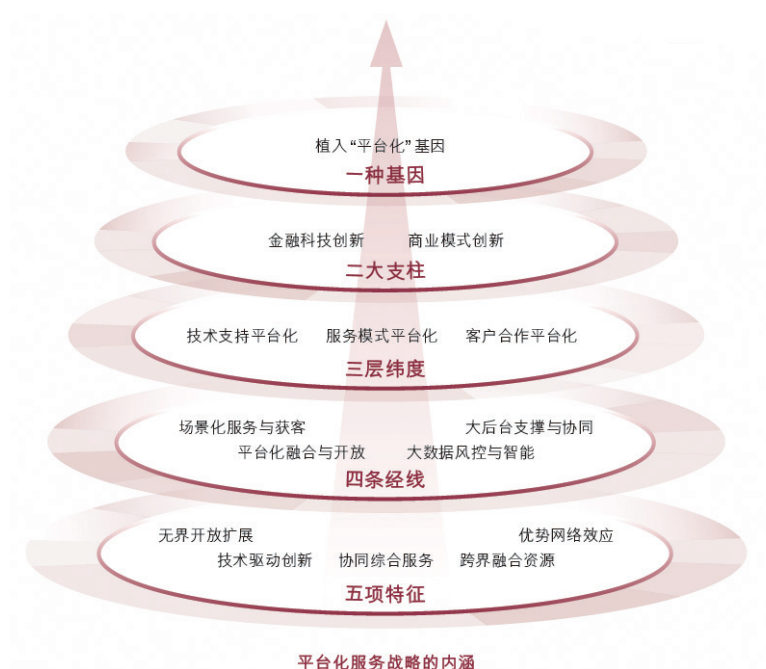 植入“平台化”基因
一种基因
金融科技创新 商业模式创新
二大支柱
技术支持平台化 服务模式平台化 客户合作平台化
三层纬度
场景化服务与获客 大后台支撑与协同
平台化融合与开放 大数据风控与智能
四条经线
无界开放扩展 优势网络效应
技术驱动创新 协同综合服务 跨界融合资源
五项特征
平台化服务战略的内涵